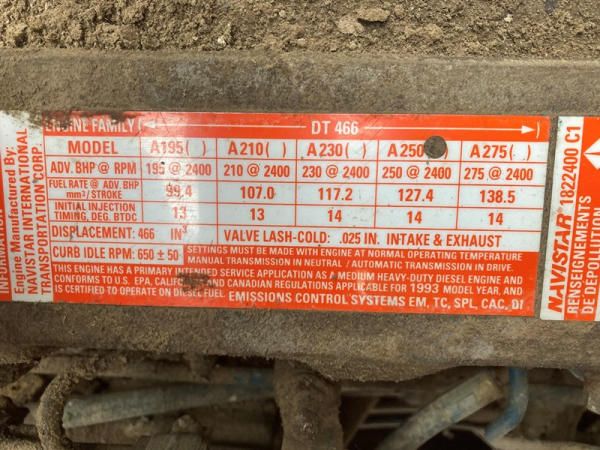 INFORMATION
Engine Manufactured By:
NAVISTAR INTERNATIONAL
TRANSPORTATION CORP.
ENGINE FAMILY ( DT 466
MODEL A195( ) A210( ) A230( ) A250 ) A275( )
ADV. BHP @ RPM 195 @ 2400 210 @ 2400 230 @ 2400 250 @ 2400 275 @ 2400
FUEL RATE @ ADV. BHP
mm³/STROKE 99.4 107.0 117.2 127.4 138.5
INITIAL INJECTION
TIMING, DEG. BTDC 13 13 14 14 14
DISPLACEMENT: 466 IN³ VALVE LASH-COLD: .025 IN. INTAKE & EXHAUST
CURB IDLE RPM: 650 ± 50 SETTINGS MUST BE MADE WITH ENGINE AT NORMAL OPERATING TEMPERATURE
MANUAL TRANSMISSION IN NEUTRAL / AUTOMATIC TRANSMISSION IN DRIVE.
THIS ENGINE HAS A PRIMARY INTENDED SERVICE APPLICATION AS A MEDIUM HEAVY-DUTY DIESEL ENGINE AND
CONFORMS TO U.S. EPA, CALIFO AND CANADIAN REGULATIONS APPLICABLE FOR 1993 MODEL YEAR, AND
IS CERTIFIED TO OPERATE ON DIESEL FUEL EMISSIONS CONTROL SYSTEMS EM, TC, SPL, CAC, DI
NAVISTAR 1822400 C1
RENSEIGNEMENTS
DE DÉPOLLUTION